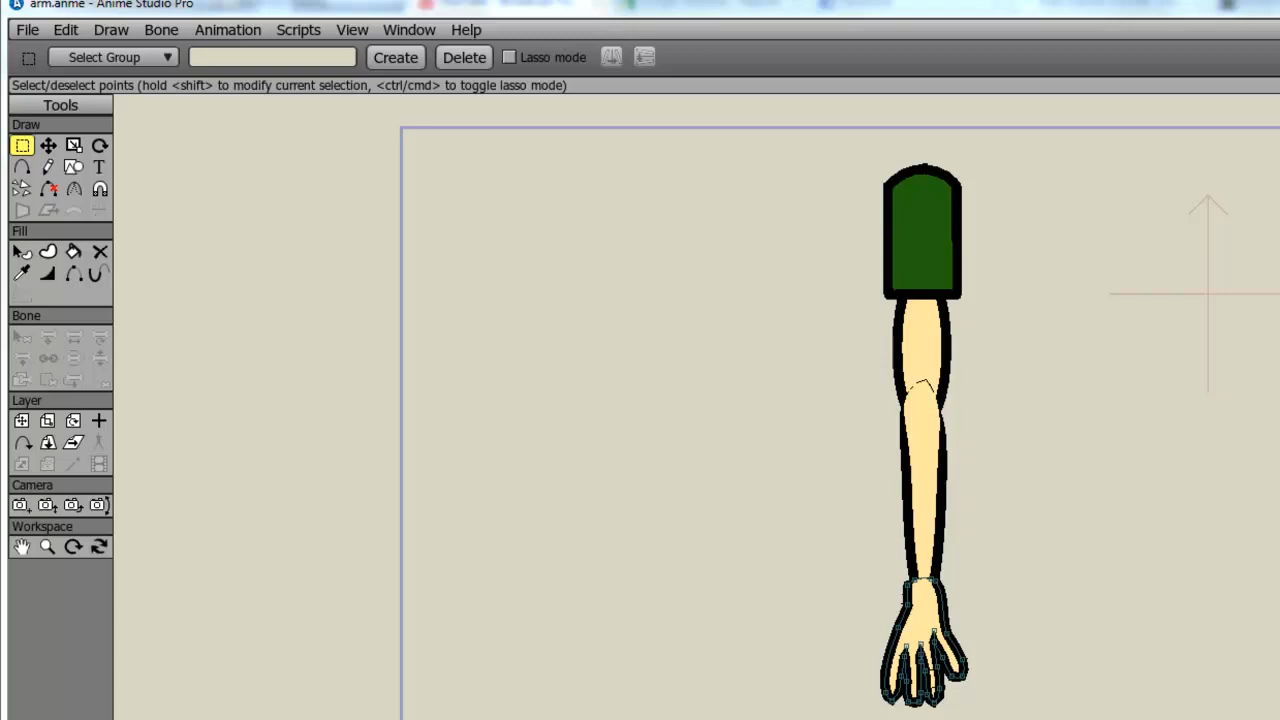 arm.anme - Anime Studio Pro
File Edit Draw Bone Animation Scripts View Window Help
Select Group Create Delete Lasso mode
Select/deselect points (hold <shift> to modify current selection, <ctrl/cmd> to toggle lasso mode)
Tools
Draw
T
Fill
Bone
Layer
Camera
Workspace